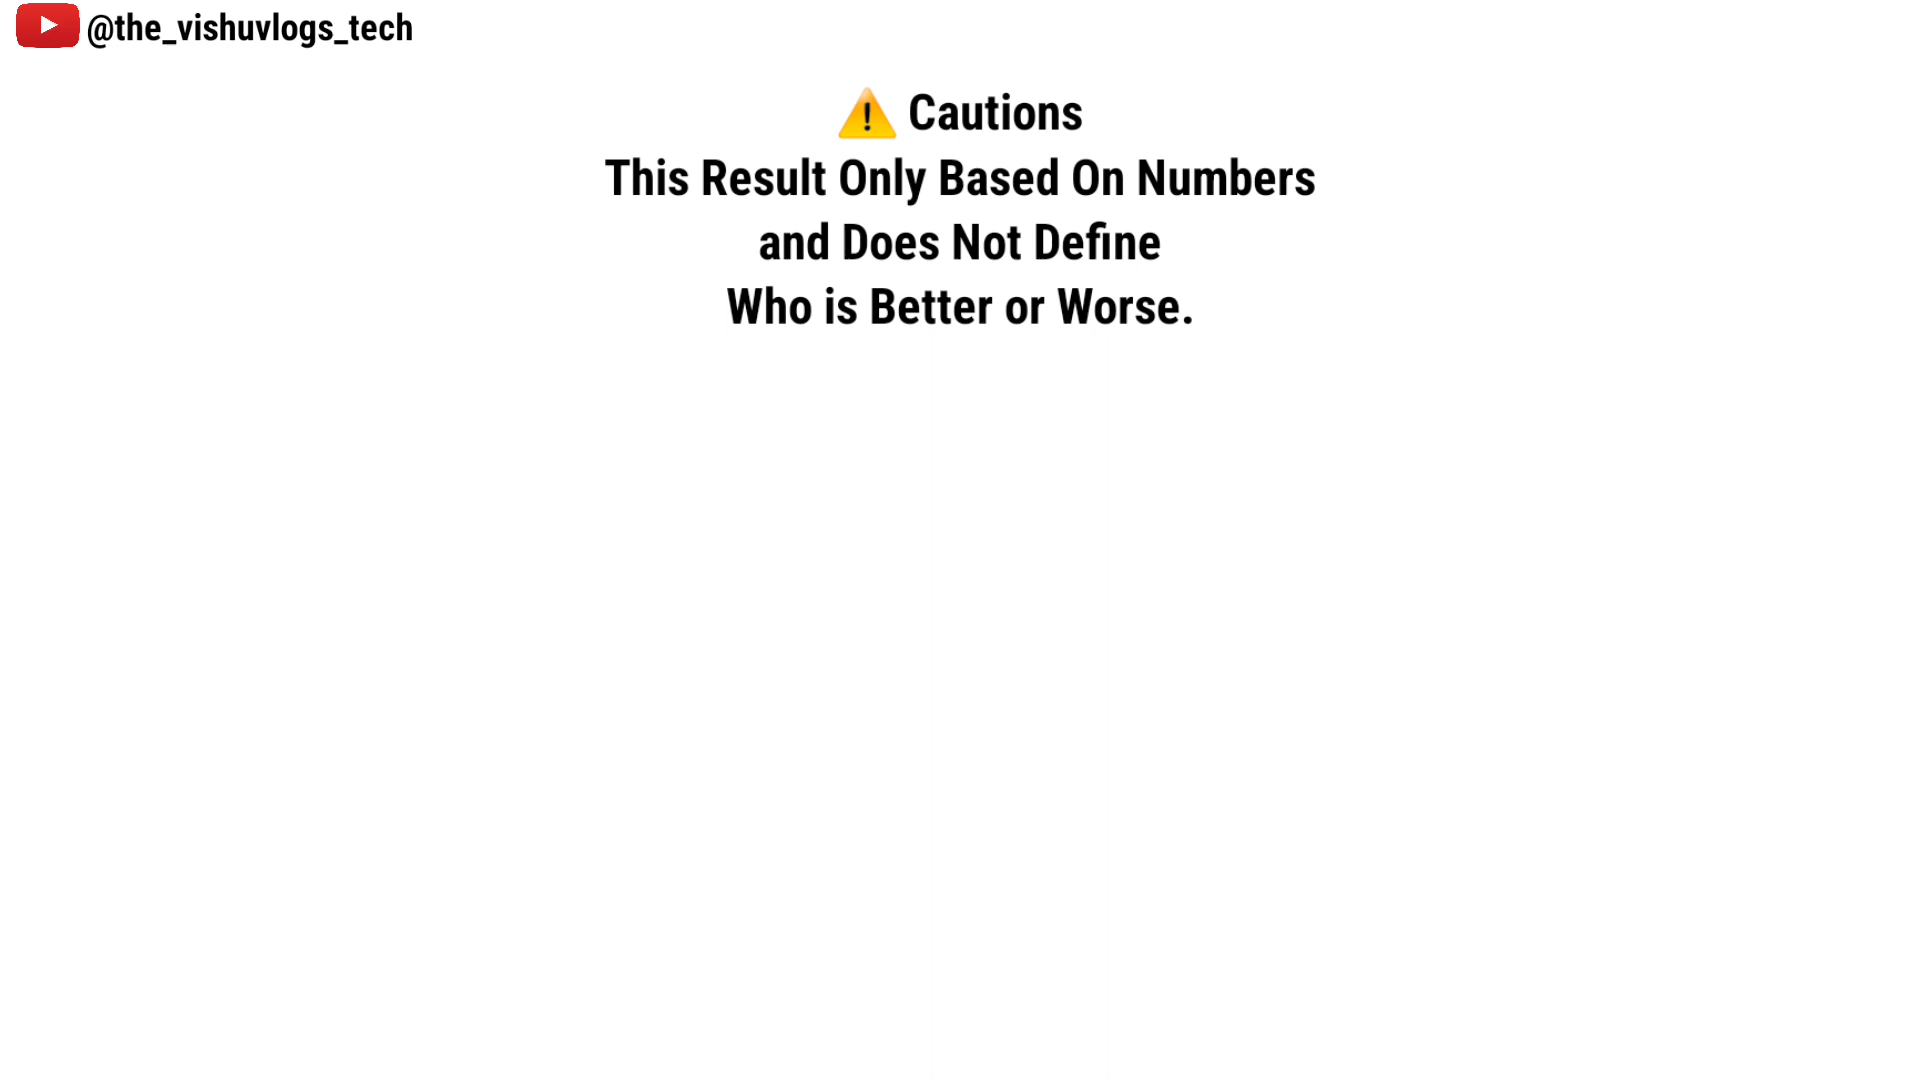 @the_vishuvlogs_tech
⚠️ Cautions
This Result Only Based On Numbers
and Does Not Define
Who is Better or Worse.